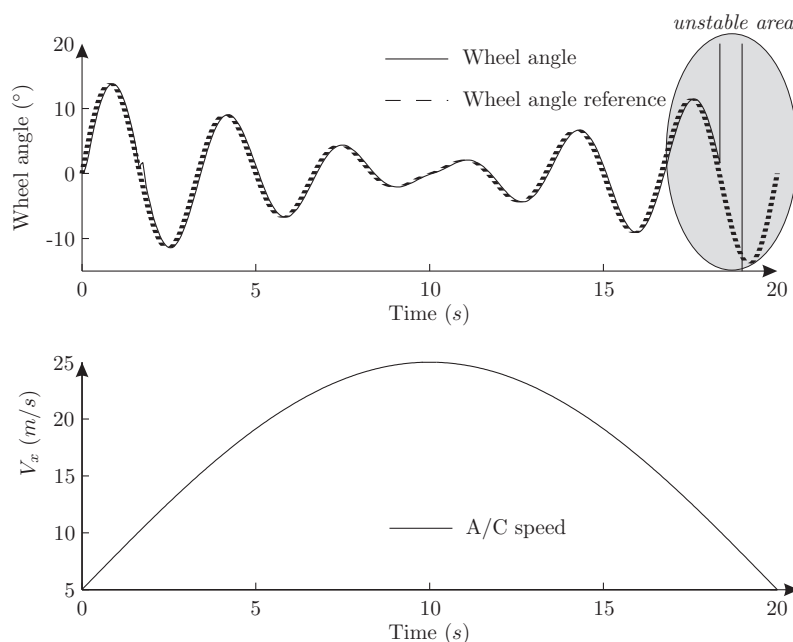 unstable area
20
10
0
-10
Wheel angle (°)
Wheel angle
Wheel angle reference
0
5
10
15
20
Time (s)
25
20
15
10
5
V_x (m/s)
A/C speed
0
5
10
15
20
Time (s)